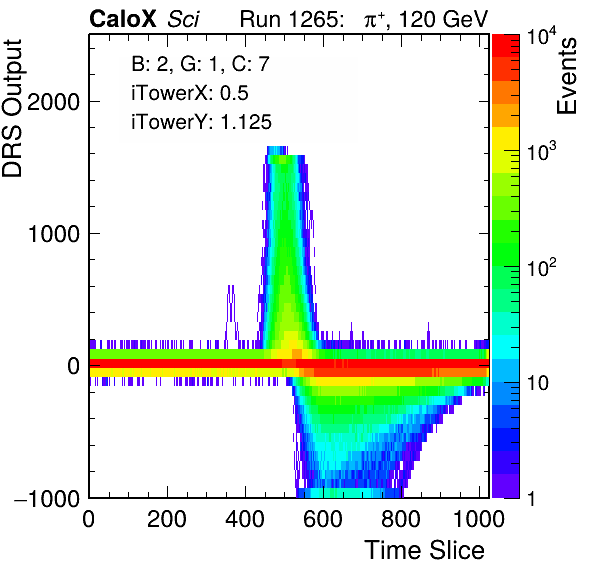 CaloX Sci Run 1265: π⁺, 120 GeV
B: 2, G: 1, C: 7
iTowerX: 0.5
iTowerY: 1.125
DRS Output
2000
1000
0
−1000
0 200 400 600 800 1000
Time Slice
Events
10⁴
10³
10²
10
1